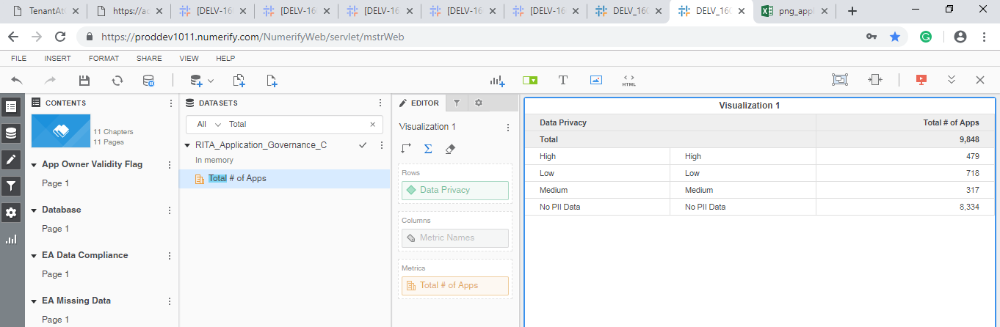 TenantAt
https://ac
[DELV-16
[DELV-16
[DELV-16
[DELV-16
[DELV-16
DELV_160
DELV_160
png_appl
https://proddev1011.numerify.com/NumerifyWeb/servlet/mstrWeb
FILE INSERT FORMAT SHARE VIEW HELP
T
HTML
CONTENTS
11 Chapters
11 Pages
App Owner Validity Flag
Page 1
Database
Page 1
EA Data Compliance
Page 1
EA Missing Data
Page 1
DATASETS
All Total
RITA_Application_Governance_C
In memory
Total # of Apps
EDITOR
Visualization 1
Rows
Data Privacy
Columns
Metric Names
Metrics
Total # of Apps
Visualization 1
Data Privacy Total # of Apps
Total 9,848
High High 479
Low Low 718
Medium Medium 317
No PII Data No PII Data 8,334